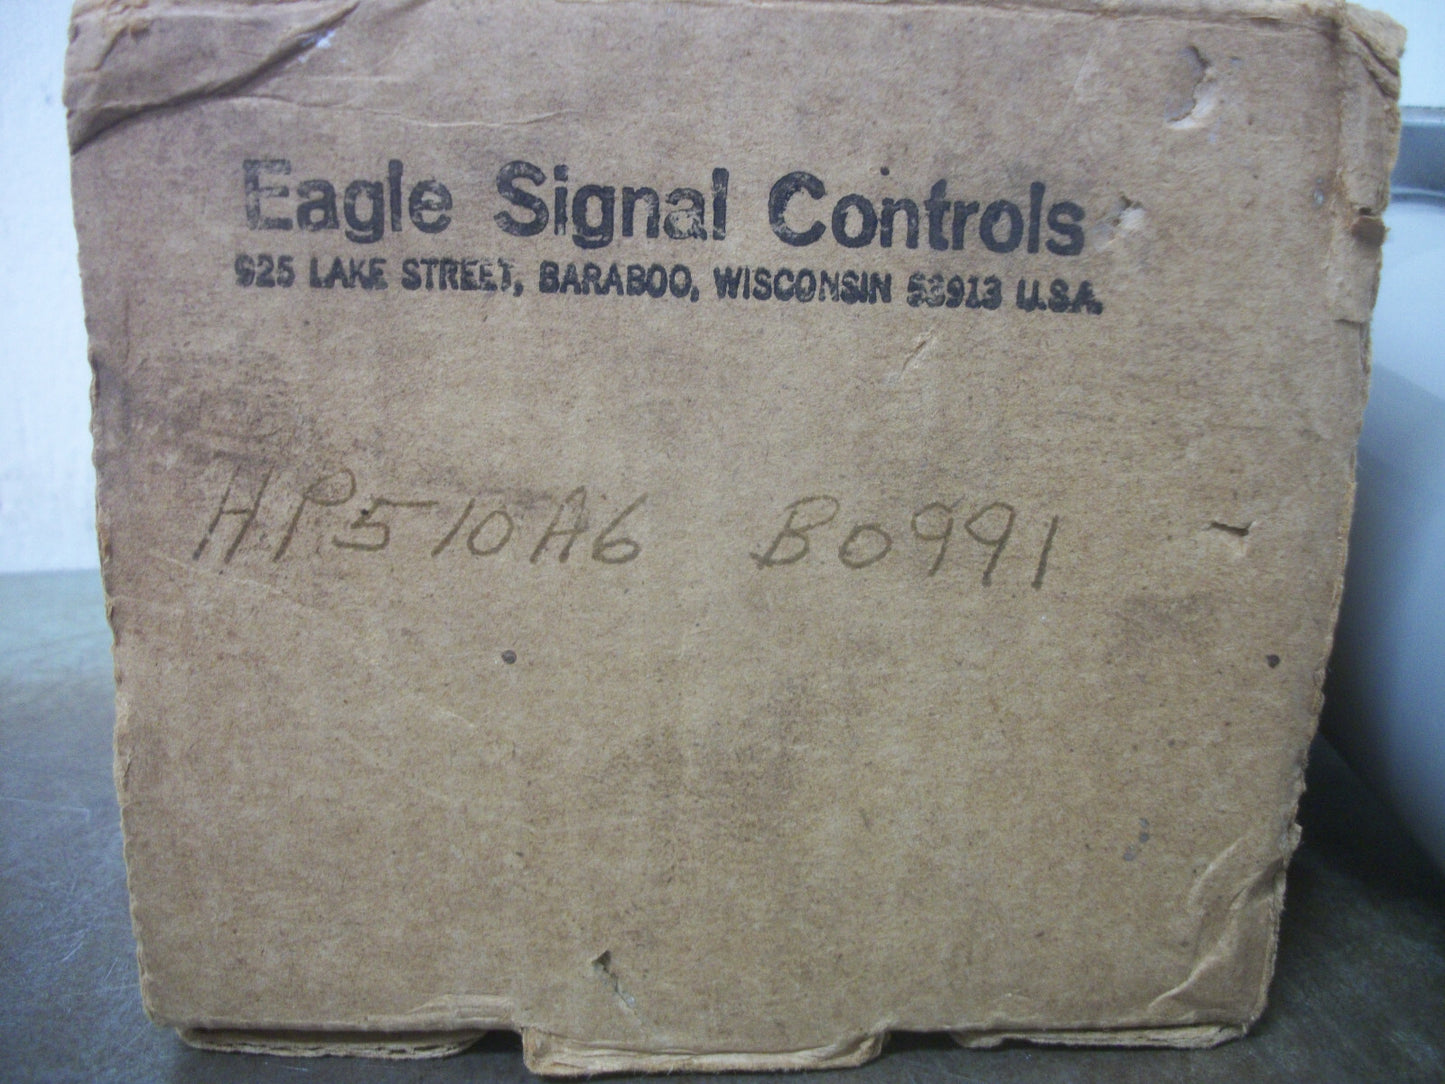 Eagle Signal Controls
925 LAKE STREET, BARABOO, WISCONSIN 53913 U.S.A.
HP510A6 B0991